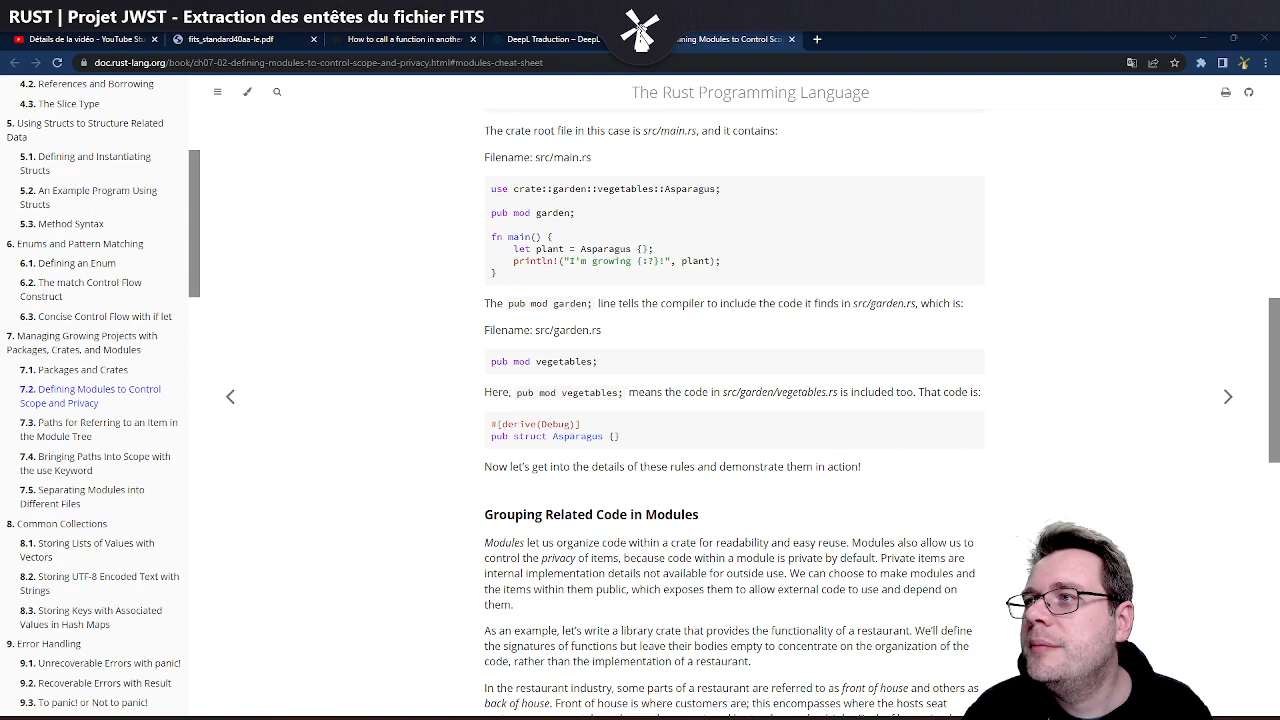 RUST | Projet JWST - Extraction des entêtes du fichier FITS
Détails de la vidéo - YouTube Stu
fits_standard40aa-le.pdf
How to call a function in another
DeepL Traduction – DeepL
ining Modules to Control Sco
doc.rust-lang.org/book/ch07-02-defining-modules-to-control-scope-and-privacy.html#modules-cheat-sheet
4.2. References and Borrowing
4.3. The Slice Type
5. Using Structs to Structure Related
Data
5.1. Defining and Instantiating
Structs
5.2. An Example Program Using
Structs
5.3. Method Syntax
6. Enums and Pattern Matching
6.1. Defining an Enum
6.2. The match Control Flow
Construct
6.3. Concise Control Flow with if let
7. Managing Growing Projects with
Packages, Crates, and Modules
7.1. Packages and Crates
7.2. Defining Modules to Control
Scope and Privacy
7.3. Paths for Referring to an Item in
the Module Tree
7.4. Bringing Paths Into Scope with
the use Keyword
7.5. Separating Modules into
Different Files
8. Common Collections
8.1. Storing Lists of Values with
Vectors
8.2. Storing UTF-8 Encoded Text with
Strings
8.3. Storing Keys with Associated
Values in Hash Maps
9. Error Handling
9.1. Unrecoverable Errors with panic!
9.2. Recoverable Errors with Result
9.3. To panic! or Not to panic!
The Rust Programming Language
The crate root file in this case is src/main.rs, and it contains:
Filename: src/main.rs
use crate::garden::vegetables::Asparagus;
pub mod garden;
fn main() {
let plant = Asparagus {};
println!("I'm growing {:?}!", plant);
}
The pub mod garden; line tells the compiler to include the code it finds in src/garden.rs, which is:
Filename: src/garden.rs
pub mod vegetables;
Here, pub mod vegetables; means the code in src/garden/vegetables.rs is included too. That code is:
#[derive(Debug)]
pub struct Asparagus {}
Now let's get into the details of these rules and demonstrate them in action!
Grouping Related Code in Modules
Modules let us organize code within a crate for readability and easy reuse. Modules also allow us to
control the privacy of items, because code within a module is private by default. Private items are
internal implementation details not available for outside use. We can choose to make modules and
the items within them public, which exposes them to allow external code to use and depend on
them.
As an example, let's write a library crate that provides the functionality of a restaurant. We'll define
the signatures of functions but leave their bodies empty to concentrate on the organization of the
code, rather than the implementation of a restaurant.
In the restaurant industry, some parts of a restaurant are referred to as front of house and others as
back of house. Front of house is where customers are; this encompasses where the hosts seat